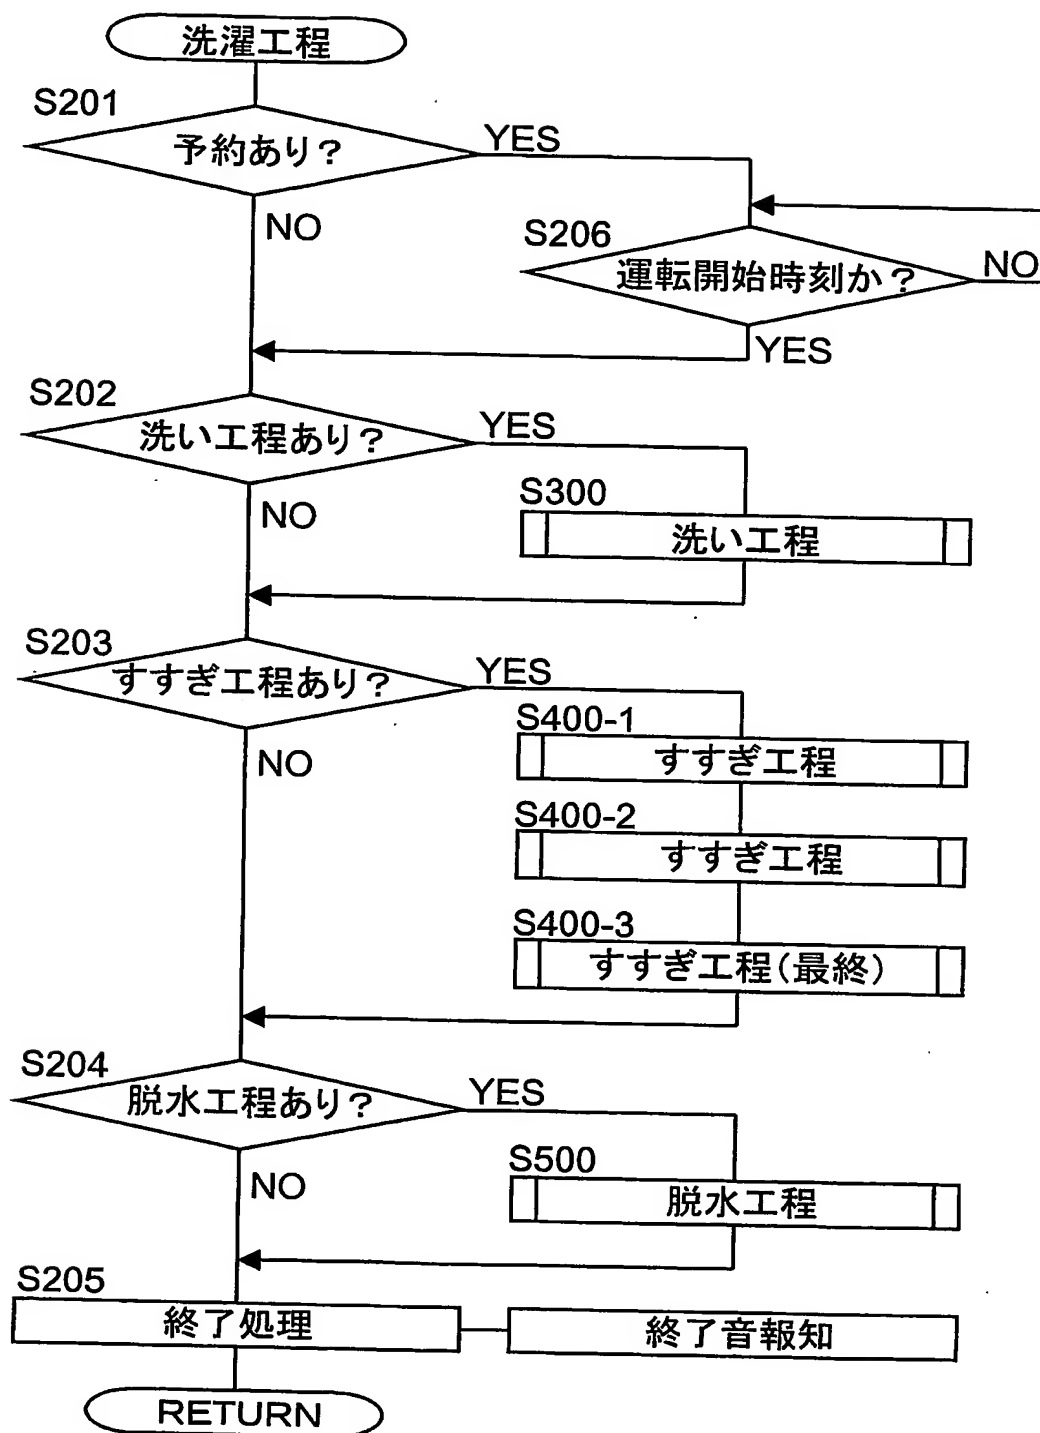 洗濯工程
S201
予約あり？
YES
NO
S206
運転開始時刻か？
NO
YES
S202
洗い工程あり？
YES
NO
S300
洗い工程
S203
すすぎ工程あり？
YES
NO
S400-1
すすぎ工程
S400-2
すすぎ工程
S400-3
すすぎ工程（最終）
S204
脱水工程あり？
YES
NO
S500
脱水工程
S205
終了処理
終了音報知
RETURN